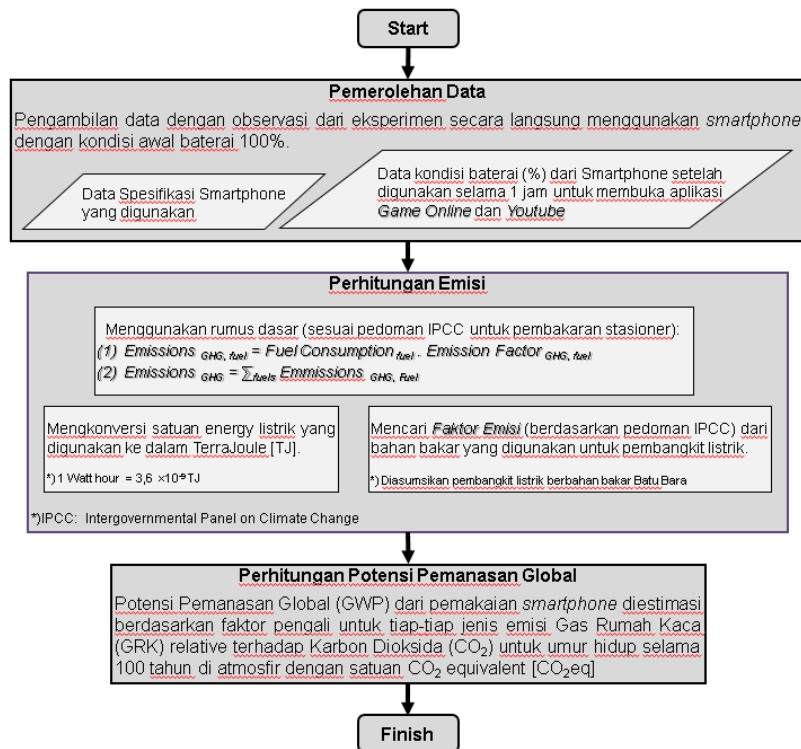 Start
Pemerolehan Data
Pengambilan data dengan observasi dari eksperimen secara langsung menggunakan smartphone
dengan kondisi awal baterai 100%.
Data Spesifikasi Smartphone
yang digunakan
Data kondisi baterai (%) dari Smartphone setelah
digunakan selama 1 jam untuk membuka aplikasi
Game Online dan Youtube
Perhitungan Emisi
Menggunakan rumus dasar (sesuai pedoman IPCC untuk pembakaran stasioner):
(1) Emissions GHG, fuel = Fuel Consumption fuel . Emission Factor GHG, fuel
(2) Emissions GHG = ∑fuels Emmissions GHG, Fuel
Mengkonversi satuan energy listrik yang
digunakan ke dalam TerraJoule [TJ].
*) 1 Watt hour = 3,6 ×10⁻⁹ TJ
Mencari Faktor Emisi (berdasarkan pedoman IPCC) dari
bahan bakar yang digunakan untuk pembangkit listrik.
*) Diasumsikan pembangkit listrik berbahan bakar Batu Bara
*)IPCC: Intergovernmental Panel on Climate Change
Perhitungan Potensi Pemanasan Global
Potensi Pemanasan Global (GWP) dari pemakaian smartphone diestimasi
berdasarkan faktor pengali untuk tiap-tiap jenis emisi Gas Rumah Kaca
(GRK) relative terhadap Karbon Dioksida (CO₂) untuk umur hidup selama
100 tahun di atmosfir dengan satuan CO₂ equivalent [CO₂eq]
Finish